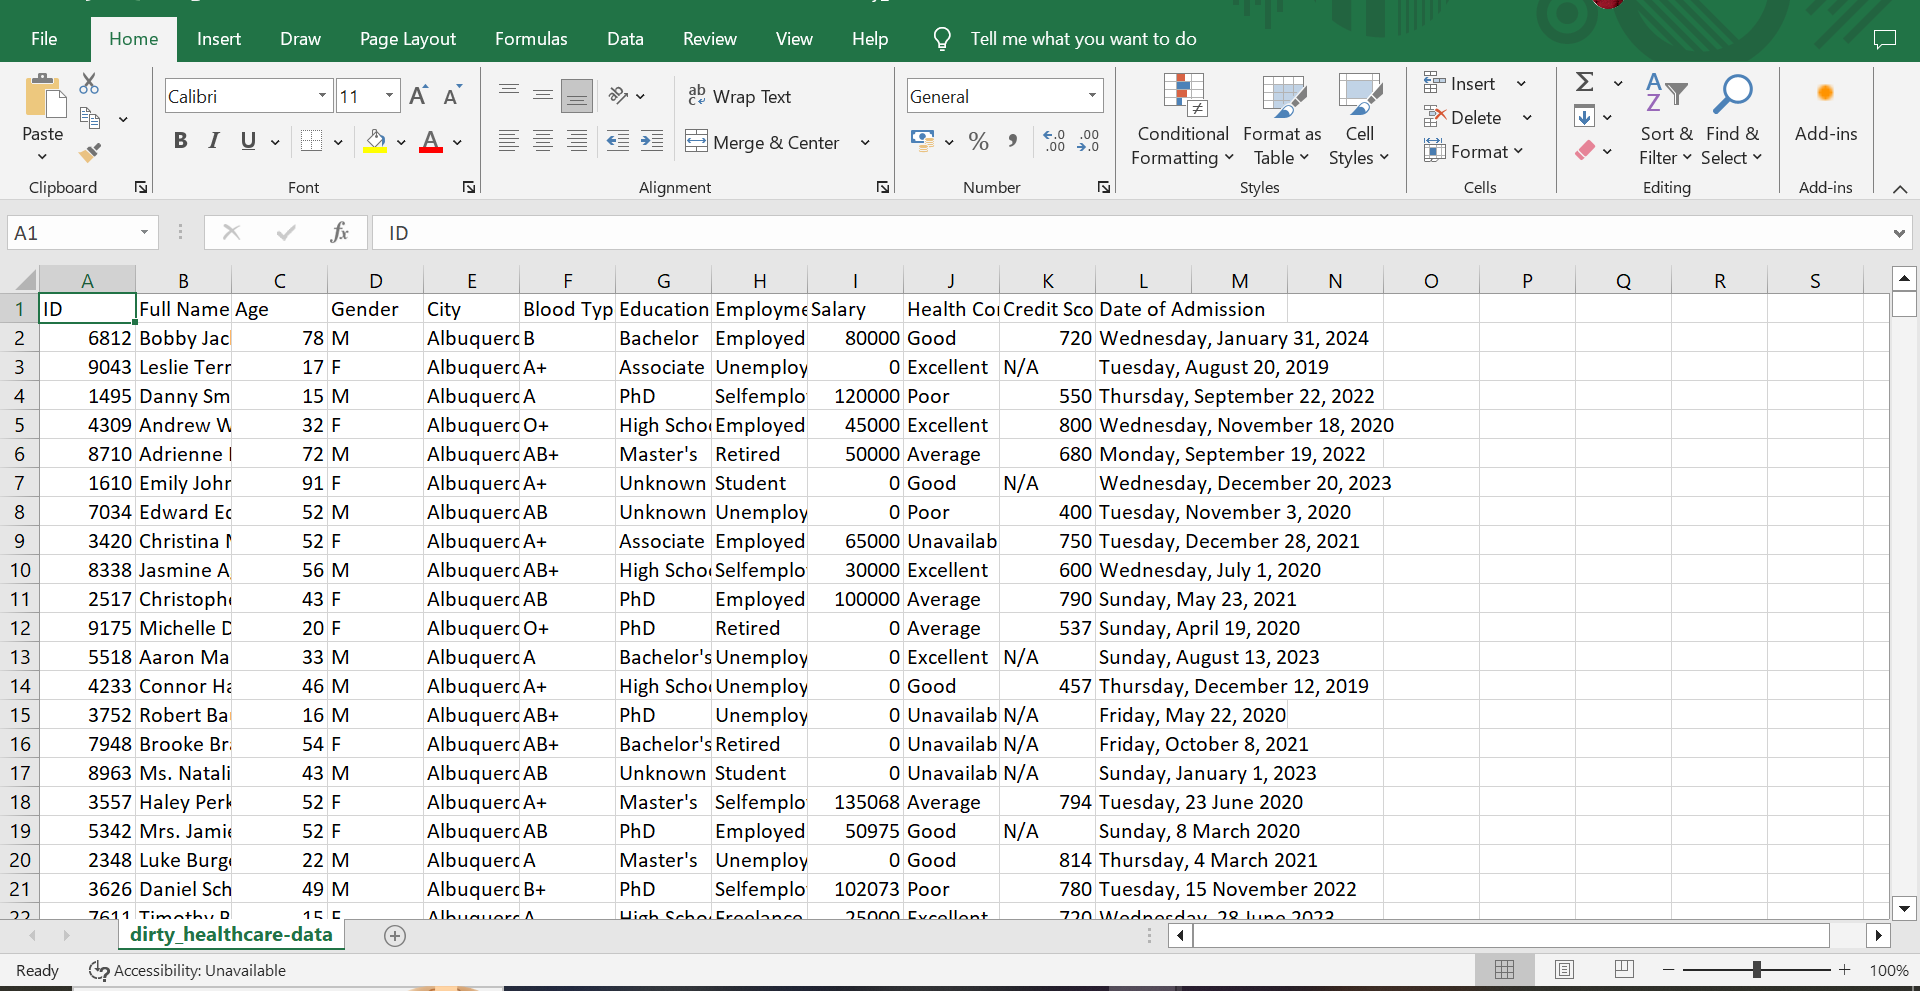 File Home Insert Draw Page Layout Formulas Data Review View Help Tell me what you want to do
Calibri 11 ab Wrap Text General Insert
Paste Conditional Format as Cell Delete Sort & Find & Add-ins
B I U A Merge & Center % Formatting Table Styles Format Filter Select
Clipboard Font Alignment Number Styles Cells Editing Add-ins
A1 fx ID
A B C D E F G H I J K L M N O P Q R S
1 ID Full Name Age Gender City Blood Typ Education Employme Salary Health Co Credit Sco Date of Admission
2 6812 Bobby Jac 78 M Albuquerc B Bachelor Employed 80000 Good 720 Wednesday, January 31, 2024
3 9043 Leslie Terr 17 F Albuquerc A+ Associate Unemploy 0 Excellent N/A Tuesday, August 20, 2019
4 1495 Danny Sm 15 M Albuquerc A PhD Selfemplo 120000 Poor 550 Thursday, September 22, 2022
5 4309 Andrew W 32 F Albuquerc O+ High Scho Employed 45000 Excellent 800 Wednesday, November 18, 2020
6 8710 Adrienne 72 M Albuquerc AB+ Master's Retired 50000 Average 680 Monday, September 19, 2022
7 1610 Emily John 91 F Albuquerc A+ Unknown Student 0 Good N/A Wednesday, December 20, 2023
8 7034 Edward Ec 52 M Albuquerc AB Unknown Unemploy 0 Poor 400 Tuesday, November 3, 2020
9 3420 Christina 52 F Albuquerc A+ Associate Employed 65000 Unavailab 750 Tuesday, December 28, 2021
10 8338 Jasmine A 56 M Albuquerc AB+ High Scho Selfemplo 30000 Excellent 600 Wednesday, July 1, 2020
11 2517 Christophe 43 F Albuquerc AB PhD Employed 100000 Average 790 Sunday, May 23, 2021
12 9175 Michelle D 20 F Albuquerc O+ PhD Retired 0 Average 537 Sunday, April 19, 2020
13 5518 Aaron Ma 33 M Albuquerc A Bachelor's Unemploy 0 Excellent N/A Sunday, August 13, 2023
14 4233 Connor Ha 46 M Albuquerc A+ High Scho Unemploy 0 Good 457 Thursday, December 12, 2019
15 3752 Robert Ba 16 M Albuquerc AB+ PhD Unemploy 0 Unavailab N/A Friday, May 22, 2020
16 7948 Brooke Br 54 F Albuquerc AB+ Bachelor's Retired 0 Unavailab N/A Friday, October 8, 2021
17 8963 Ms. Natali 43 M Albuquerc AB Unknown Student 0 Unavailab N/A Sunday, January 1, 2023
18 3557 Haley Perk 52 F Albuquerc A+ Master's Selfemplo 135068 Average 794 Tuesday, 23 June 2020
19 5342 Mrs. Jamie 52 F Albuquerc AB PhD Employed 50975 Good N/A Sunday, 8 March 2020
20 2348 Luke Burge 22 M Albuquerc A Master's Unemploy 0 Good 814 Thursday, 4 March 2021
21 3626 Daniel Sch 49 M Albuquerc B+ PhD Selfemplo 102073 Poor 780 Tuesday, 15 November 2022
22 7611 Timothy B 15 F Albuquerc A High Scho Freelance 25000 Excellent 720 Wednesday, 28 June 2023
dirty_healthcare-data
Ready Accessibility: Unavailable 100%